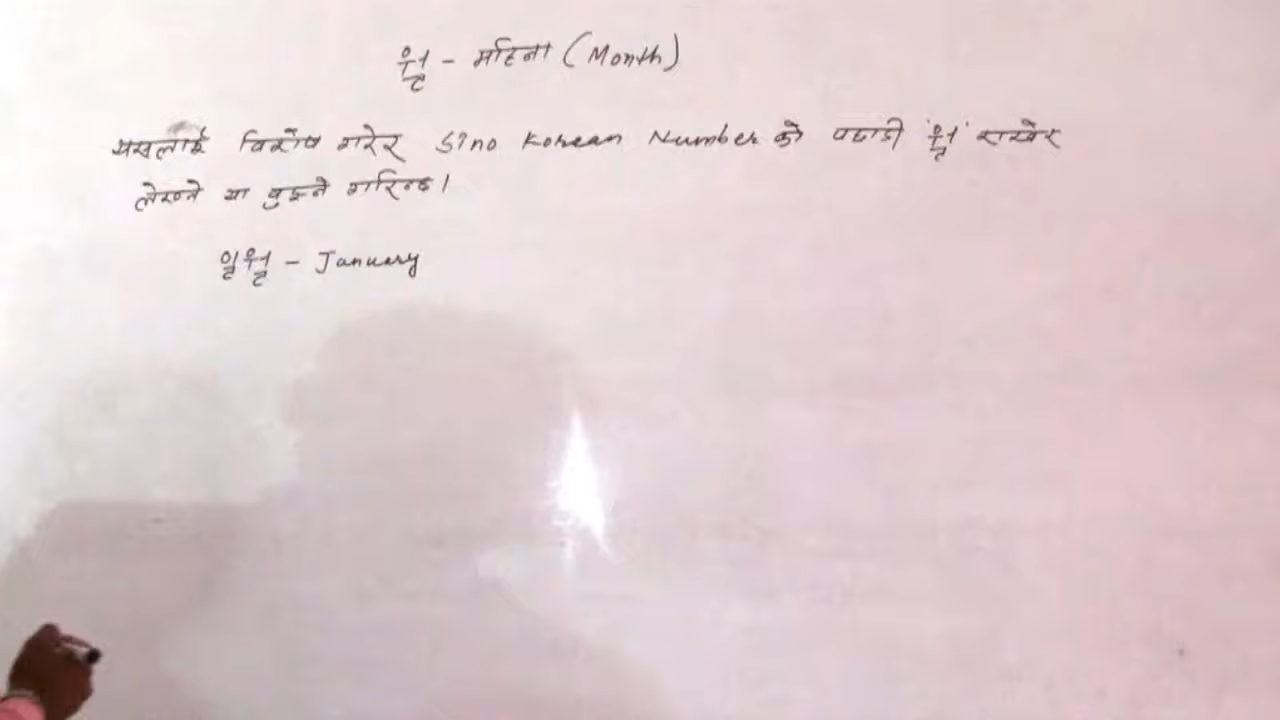 월 - महिना (Month)
यसलाई विशेष गरेर Sino Korean Number को पछाडी '월' राखेर
लेख्ने या बुझ्ने गरिन्छ।
일월 - January